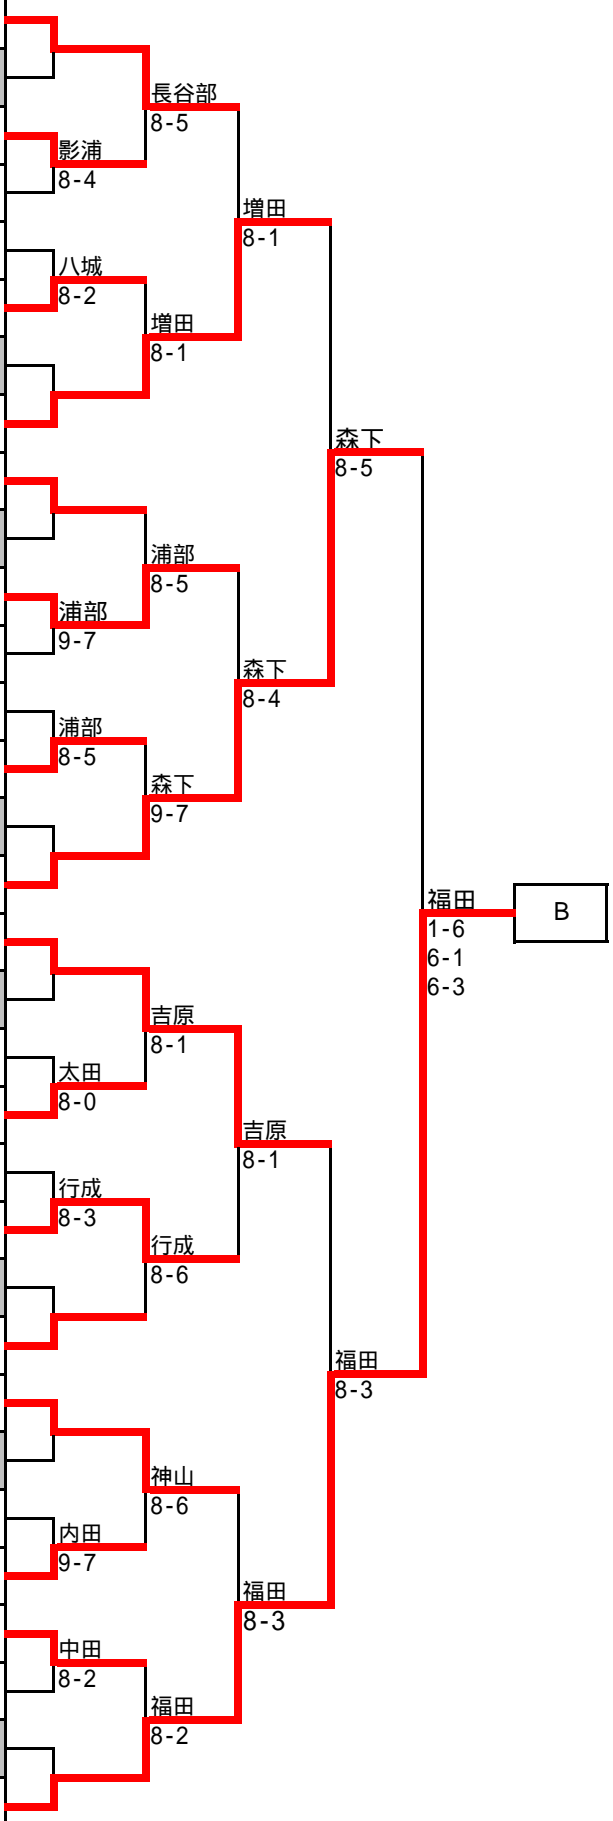 長谷部
8-5
影浦
8-4
増田
8-1
八城
8-2
増田
8-1
森下
8-5
浦部
8-5
浦部
9-7
森下
8-4
浦部
8-5
森下
9-7
福田
1-6
6-1
6-3
B
吉原
8-1
太田
8-0
吉原
8-1
行成
8-3
行成
8-6
福田
8-3
神山
8-6
内田
9-7
福田
8-3
中田
8-2
福田
8-2